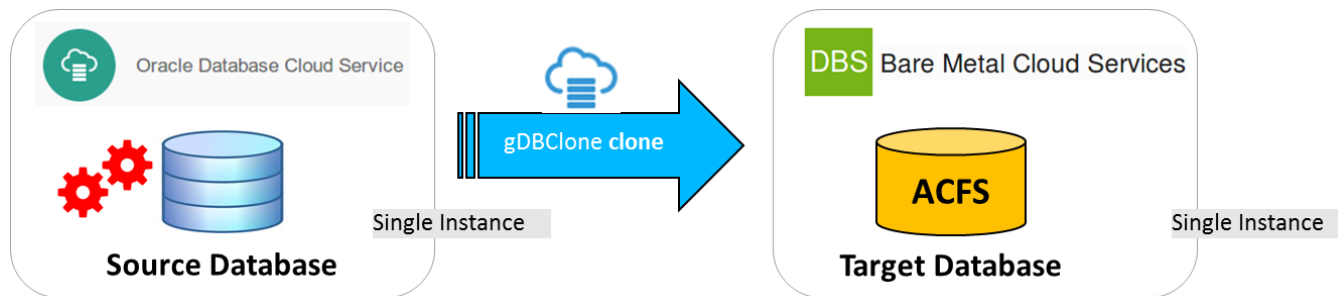 Oracle Database Cloud Service
gDBClone clone
DBS Bare Metal Cloud Services
ACFS
Single Instance
Single Instance
Source Database
Target Database